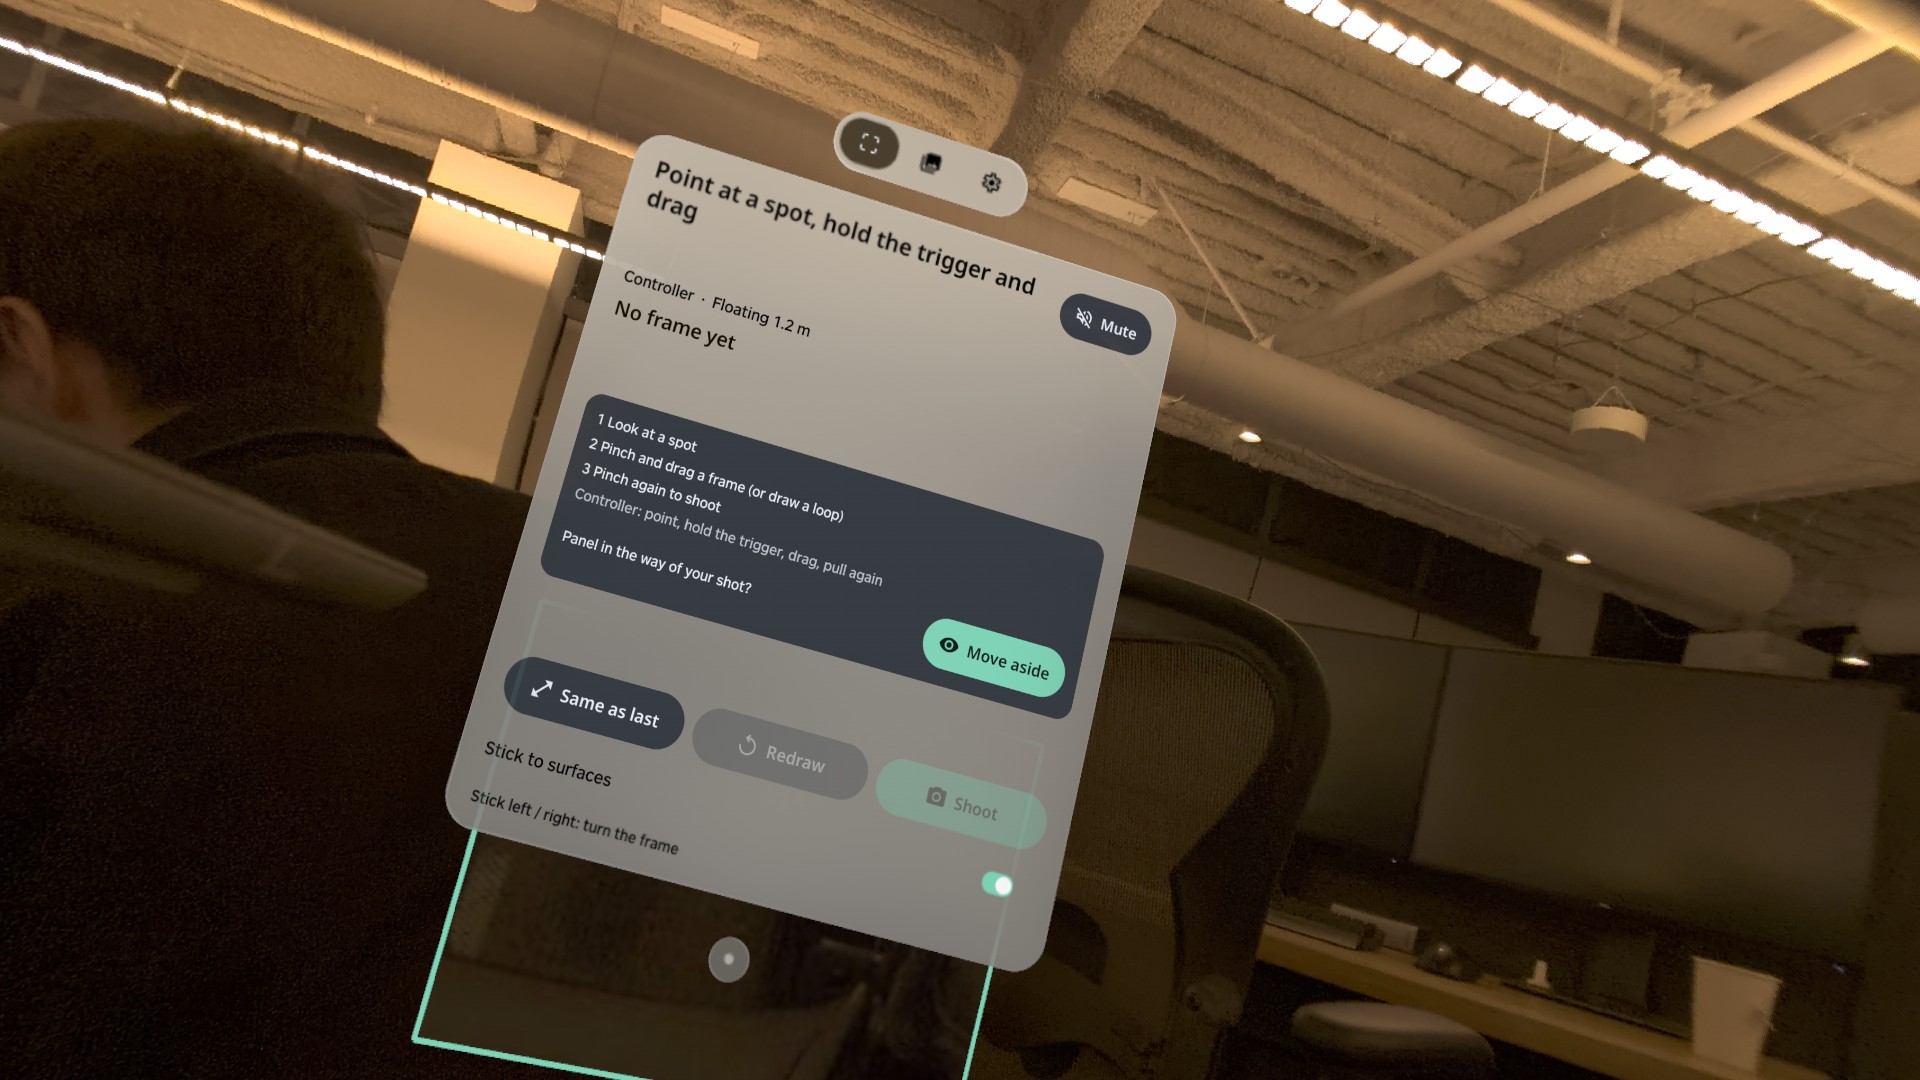 Point at a spot, hold the trigger and
drag
Mute
Controller · Floating 1.2 m
No frame yet
1 Look at a spot
2 Pinch and drag a frame (or draw a loop)
3 Pinch again to shoot
Controller: point, hold the trigger, drag, pull again
Panel in the way of your shot?
Move aside
Same as last
Redraw
Shoot
Stick to surfaces
Stick left / right: turn the frame